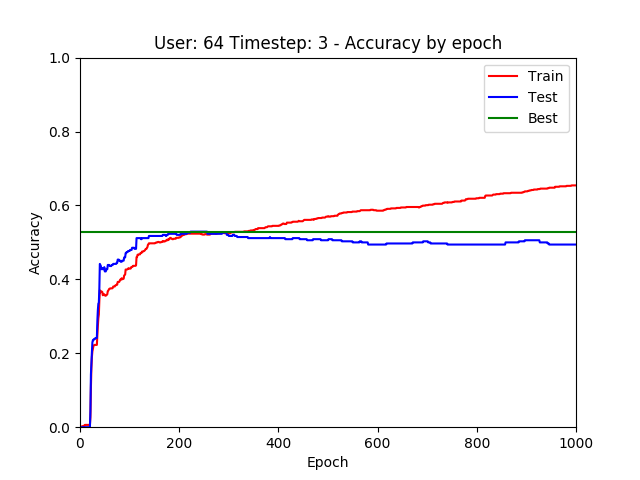 User: 64 Timestep: 3 - Accuracy by epoch
1.0
0.8
0.6
0.4
0.2
0.0
Accuracy
Train
Test
Best
0 200 400 600 800 1000
Epoch